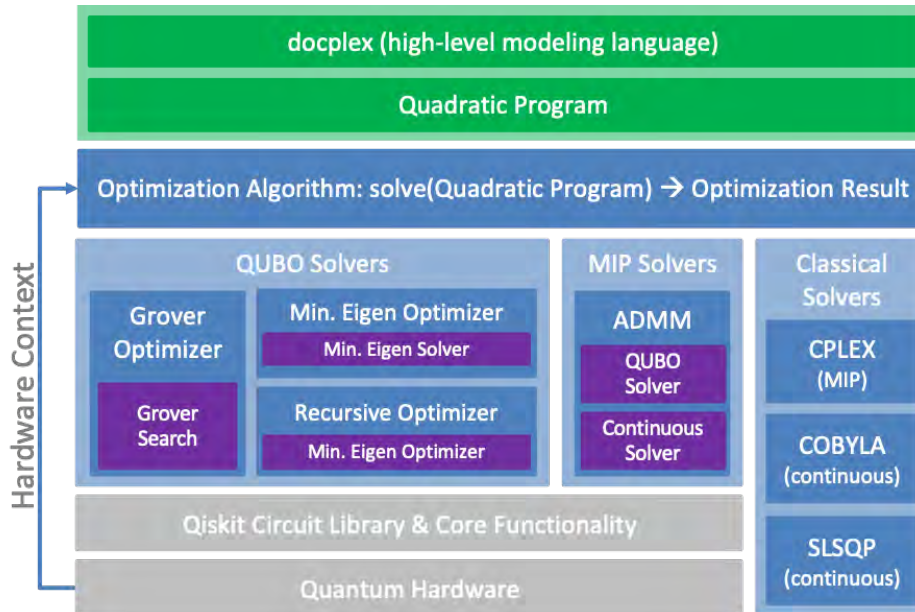 docplex (high-level modeling language)
Quadratic Program
Optimization Algorithm: solve(Quadratic Program) → Optimization Result
Hardware Context
QUBO Solvers
Grover
Optimizer
Grover
Search
Min. Eigen Optimizer
Min. Eigen Solver
Recursive Optimizer
Min. Eigen Optimizer
MIP Solvers
ADMM
QUBO
Solver
Continuous
Solver
Classical
Solvers
CPLEX
(MIP)
COBYLA
(continuous)
SLSQP
(continuous)
Qiskit Circuit Library & Core Functionality
Quantum Hardware